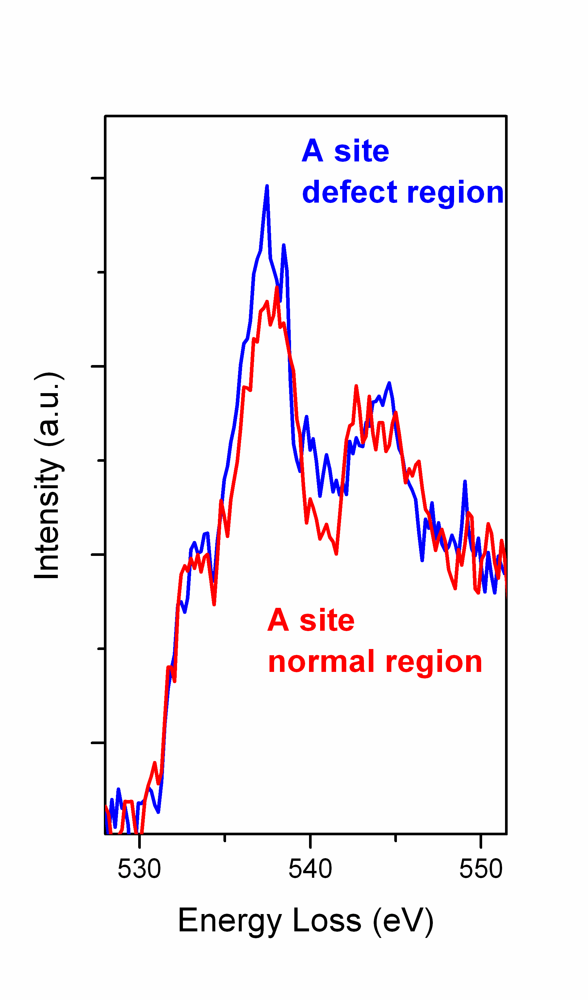 A site
defect region
Intensity (a.u.)
A site
normal region
530 540 550
Energy Loss (eV)